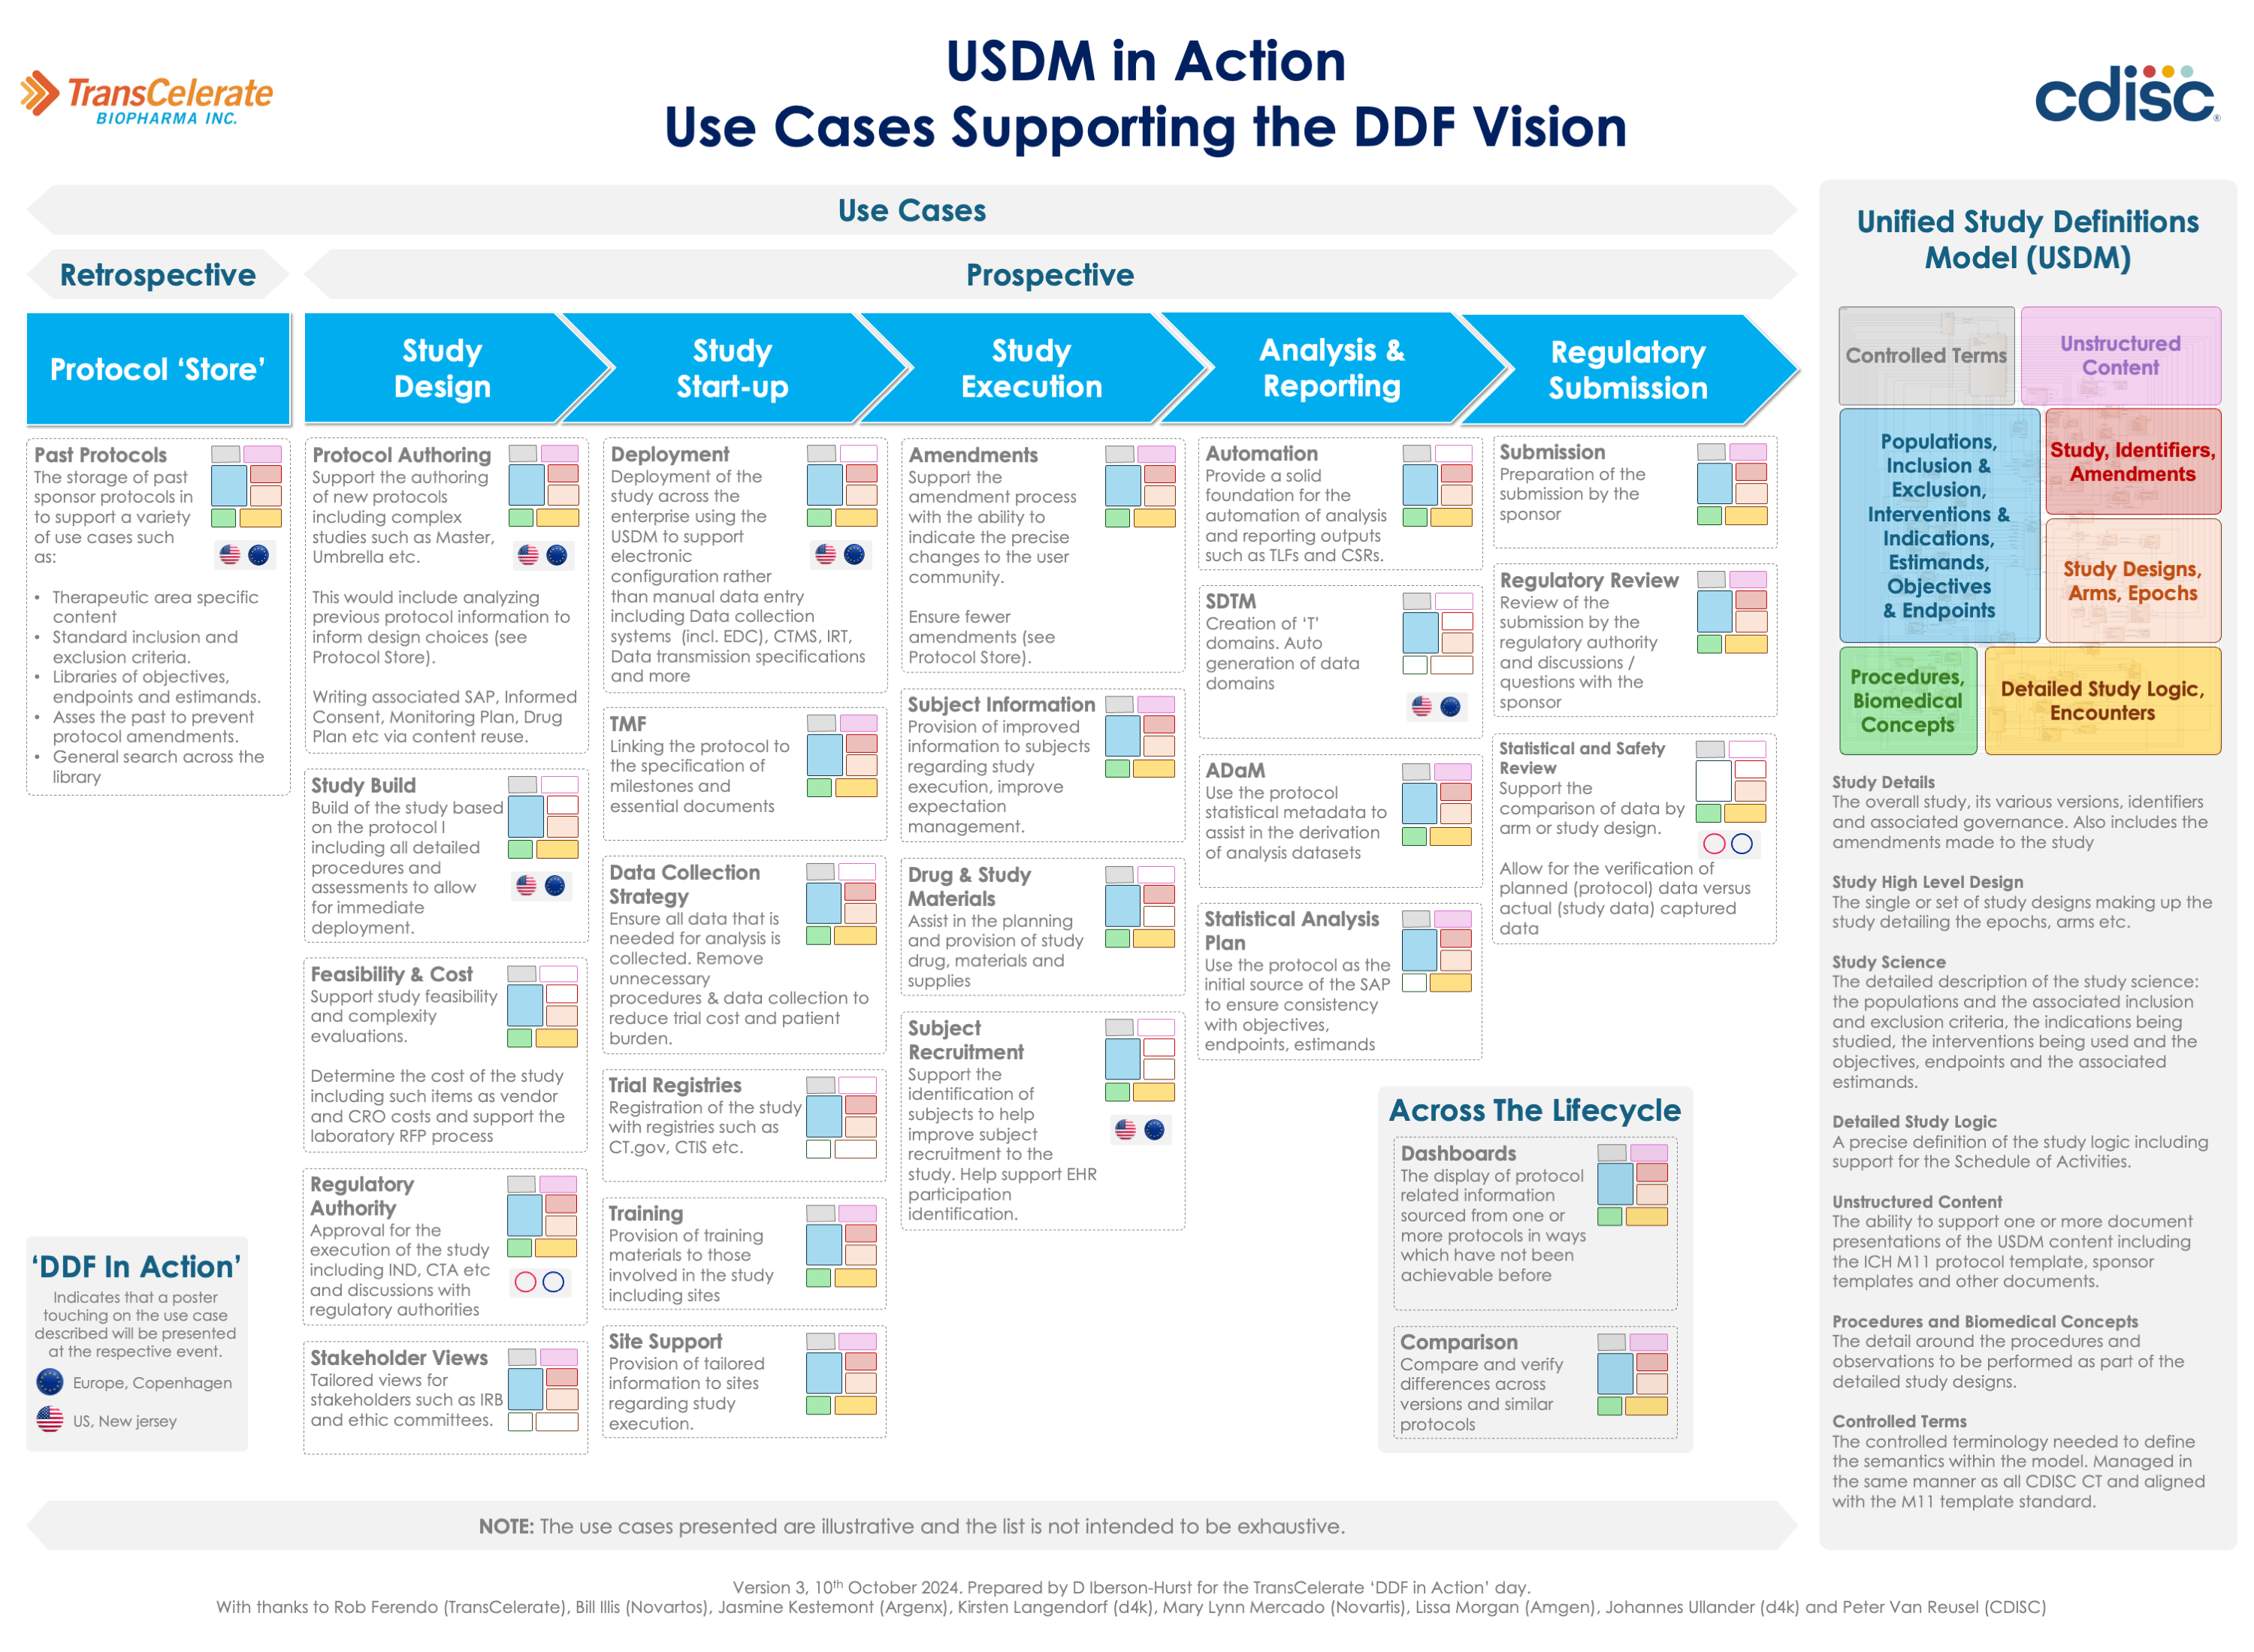 TransCelerate
BIOPHARMA INC.
USDM in Action
Use Cases Supporting the DDF Vision
cdisc®
Use Cases
Retrospective
Prospective
Protocol ‘Store’
Study
Design
Study
Start-up
Study
Execution
Analysis &
Reporting
Regulatory
Submission
Past Protocols
The storage of past
sponsor protocols in
to support a variety
of use cases such
as:
• Therapeutic area specific
content
• Standard inclusion and
exclusion criteria.
• Libraries of objectives,
endpoints and estimands.
• Asses the past to prevent
protocol amendments.
• General search across the
library
‘DDF In Action’
Indicates that a poster
touching on the use case
described will be presented
at the respective event.
Europe, Copenhagen
US, New jersey
Protocol Authoring
Support the authoring
of new protocols
including complex
studies such as Master,
Umbrella etc.
This would include analyzing
previous protocol information to
inform design choices (see
Protocol Store).
Writing associated SAP, Informed
Consent, Monitoring Plan, Drug
Plan etc via content reuse.
Study Build
Build of the study based
on the protocol I
including all detailed
procedures and
assessments to allow
for immediate
deployment.
Feasibility & Cost
Support study feasibility
and complexity
evaluations.
Determine the cost of the study
including such items as vendor
and CRO costs and support the
laboratory RFP process
Regulatory
Authority
Approval for the
execution of the study
including IND, CTA etc
and discussions with
regulatory authorities
Stakeholder Views
Tailored views for
stakeholders such as IRB
and ethic committees.
Deployment
Deployment of the
study across the
enterprise using the
USDM to support
electronic
configuration rather
than manual data entry
including Data collection
systems (incl. EDC), CTMS, IRT,
Data transmission specifications
and more
TMF
Linking the protocol to
the specification of
milestones and
essential documents
Data Collection
Strategy
Ensure all data that is
needed for analysis is
collected. Remove
unnecessary
procedures & data collection to
reduce trial cost and patient
burden.
Trial Registries
Registration of the study
with registries such as
CT.gov, CTIS etc.
Training
Provision of training
materials to those
involved in the study
including sites
Site Support
Provision of tailored
information to sites
regarding study
execution.
Amendments
Support the
amendment process
with the ability to
indicate the precise
changes to the user
community.
Ensure fewer
amendments (see
Protocol Store).
Subject Information
Provision of improved
information to subjects
regarding study
execution, improve
expectation
management.
Drug & Study
Materials
Assist in the planning
and provision of study
drug, materials and
supplies
Subject
Recruitment
Support the
identification of
subjects to help
improve subject
recruitment to the
study. Help support EHR
participation
identification.
Automation
Provide a solid
foundation for the
automation of analysis
and reporting outputs
such as TLFs and CSRs.
SDTM
Creation of ‘T’
domains. Auto
generation of data
domains
ADaM
Use the protocol
statistical metadata to
assist in the derivation
of analysis datasets
Statistical Analysis
Plan
Use the protocol as the
initial source of the SAP
to ensure consistency
with objectives,
endpoints, estimands
Submission
Preparation of the
submission by the
sponsor
Regulatory Review
Review of the
submission by the
regulatory authority
and discussions /
questions with the
sponsor
Statistical and Safety
Review
Support the
comparison of data by
arm or study design.
Allow for the verification of
planned (protocol) data versus
actual (study data) captured
data
Across The Lifecycle
Dashboards
The display of protocol
related information
sourced from one or
more protocols in ways
which have not been
achievable before
Comparison
Compare and verify
differences across
versions and similar
protocols
Unified Study Definitions
Model (USDM)
Controlled Terms
Unstructured
Content
Populations,
Inclusion &
Exclusion,
Interventions &
Indications,
Estimands,
Objectives
& Endpoints
Study, Identifiers,
Amendments
Study Designs,
Arms, Epochs
Procedures,
Biomedical
Concepts
Detailed Study Logic,
Encounters
Study Details
The overall study, its various versions, identifiers
and associated governance. Also includes the
amendments made to the study
Study High Level Design
The single or set of study designs making up the
study detailing the epochs, arms etc.
Study Science
The detailed description of the study science:
the populations and the associated inclusion
and exclusion criteria, the indications being
studied, the interventions being used and the
objectives, endpoints and the associated
estimands.
Detailed Study Logic
A precise definition of the study logic including
support for the Schedule of Activities.
Unstructured Content
The ability to support one or more document
presentations of the USDM content including
the ICH M11 protocol template, sponsor
templates and other documents.
Procedures and Biomedical Concepts
The detail around the procedures and
observations to be performed as part of the
detailed study designs.
Controlled Terms
The controlled terminology needed to define
the semantics within the model. Managed in
the same manner as all CDISC CT and aligned
with the M11 template standard.
NOTE: The use cases presented are illustrative and the list is not intended to be exhaustive.
Version 3, 10th October 2024. Prepared by D Iberson-Hurst for the TransCelerate ‘DDF in Action’ day.
With thanks to Rob Ferendo (TransCelerate), Bill Illis (Novartos), Jasmine Kestemont (Argenx), Kirsten Langendorf (d4k), Mary Lynn Mercado (Novartis), Lissa Morgan (Amgen), Johannes Ullander (d4k) and Peter Van Reusel (CDISC)